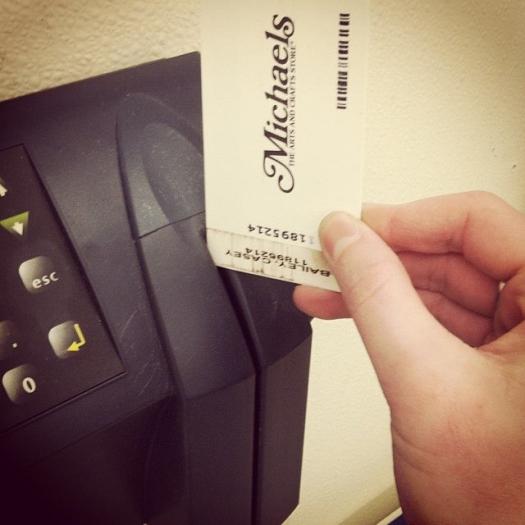 Michaels
THE ARTS AND CRAFTS STORE®
11895214
BAILEY, CASEY
11895214
esc
.
0